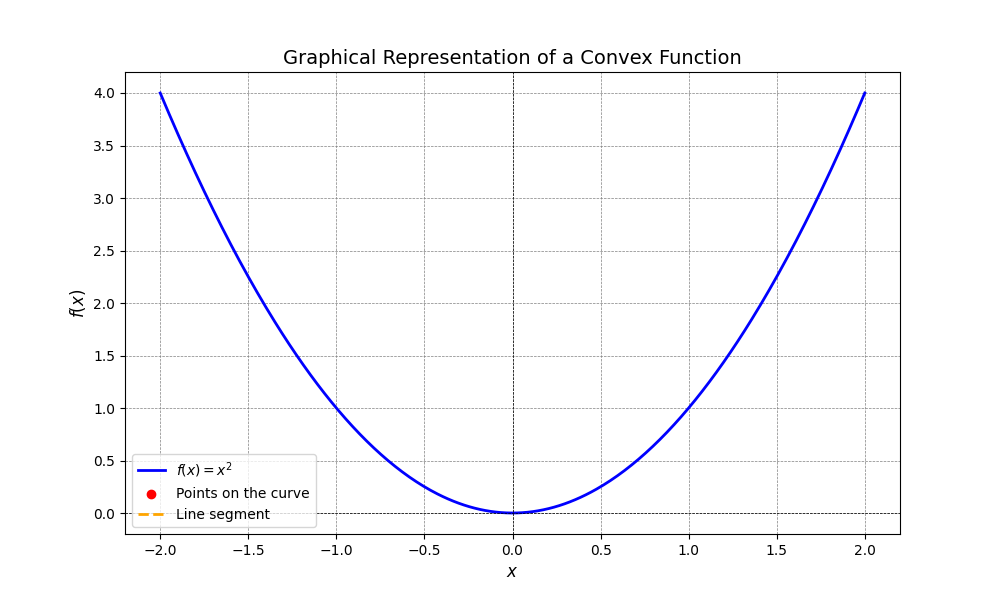 Graphical Representation of a Convex Function
f(x)
4.0
3.5
3.0
2.5
2.0
1.5
1.0
0.5
0.0
f(x) = x²
Points on the curve
Line segment
−2.0 −1.5 −1.0 −0.5 0.0 0.5 1.0 1.5 2.0
x